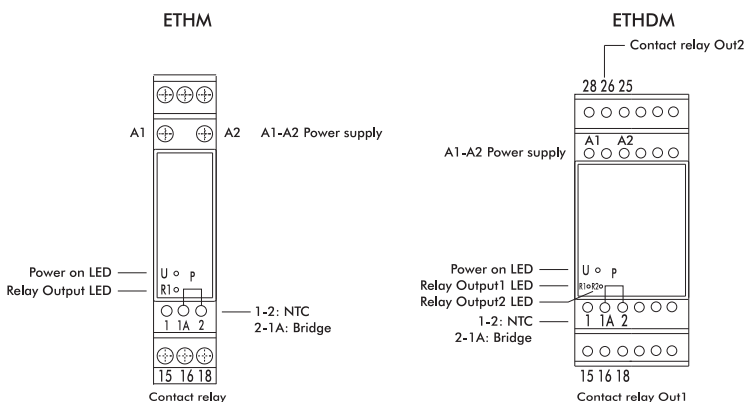 ETHM
A1
A2
A1-A2 Power supply
Power on LED
U
P
Relay Output LED
R1
1 1A 2
1-2: NTC
2-1A: Bridge
15 16 18
Contact relay
ETHDM
Contact relay Out2
28 26 25
A1 A2
A1-A2 Power supply
Power on LED
U
P
Relay Output1 LED
R1 R2
Relay Output2 LED
1 1A 2
1-2: NTC
2-1A: Bridge
15 16 18
Contact relay Out1